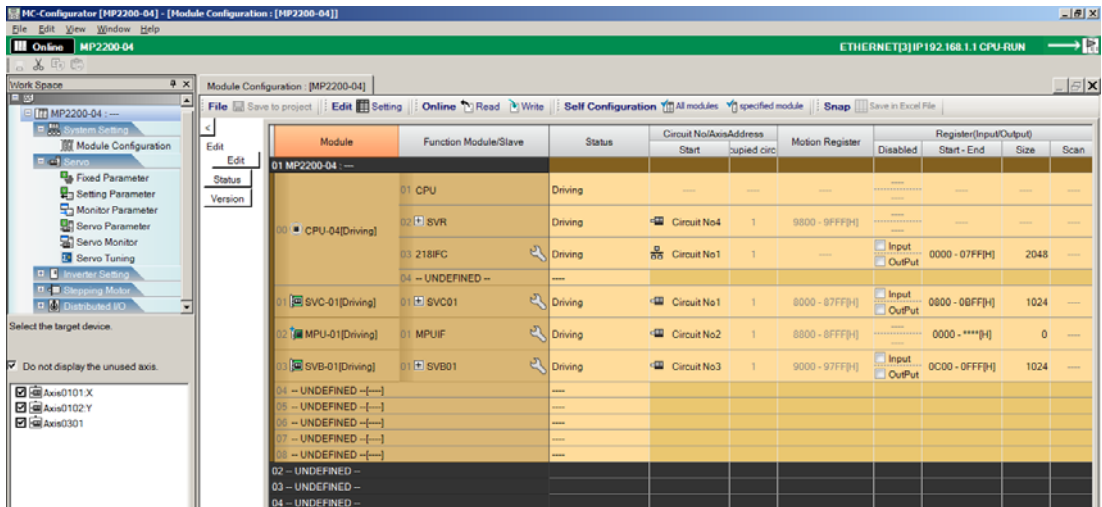 MC-Configurator [MP2200-04] - [Module Configuration : [MP2200-04]]
File Edit View Window Help
Online MP2200-04 ETHERNET[3] IP192.168.1.1 CPU-RUN
Work Space
MP2200-04 : ---
System Setting
Module Configuration
Servo
Fixed Parameter
Setting Parameter
Monitor Parameter
Servo Parameter
Servo Monitor
Servo Tuning
Inverter Setting
Stepping Motor
Distributed I/O
Select the target device.
Do not display the unused axis.
Axis0101:X
Axis0102:Y
Axis0301
Module Configuration : [MP2200-04]
File Save to project Edit Setting Online Read Write Self Configuration All modules specified module Snap Save in Excel File
<
Edit
Edit
Status
Version
Module Function Module/Slave Status Circuit No/AxisAddress Motion Register Register(Input/Output)
Start cupied circ Disabled Start - End Size Scan
01 MP2200-04 : ---
00 CPU-04[Driving] 01 CPU Driving ---- ---- ---- ---- ---- ---- ---- ----
02 SVR Driving Circuit No4 1 9800 - 9FFF[H] ---- ---- ---- ---- ----
03 218IFC Driving Circuit No1 1 ---- Input OutPut 0000 - 07FF[H] 2048 ----
04 -- UNDEFINED -- ----
01 SVC-01[Driving] 01 SVC01 Driving Circuit No1 1 8000 - 87FF[H] Input OutPut 0800 - 0BFF[H] 1024 ----
02 MPU-01[Driving] 01 MPUIF Driving Circuit No2 1 8800 - 8FFF[H] ---- ---- 0000 - ****[H] 0 ----
03 SVB-01[Driving] 01 SVB01 Driving Circuit No3 1 9000 - 97FF[H] Input OutPut 0C00 - 0FFF[H] 1024 ----
04 -- UNDEFINED --[----] ----
05 -- UNDEFINED --[----] ----
06 -- UNDEFINED --[----] ----
07 -- UNDEFINED --[----] ----
08 -- UNDEFINED --[----] ----
02 -- UNDEFINED --
03 -- UNDEFINED --
04 -- UNDEFINED --